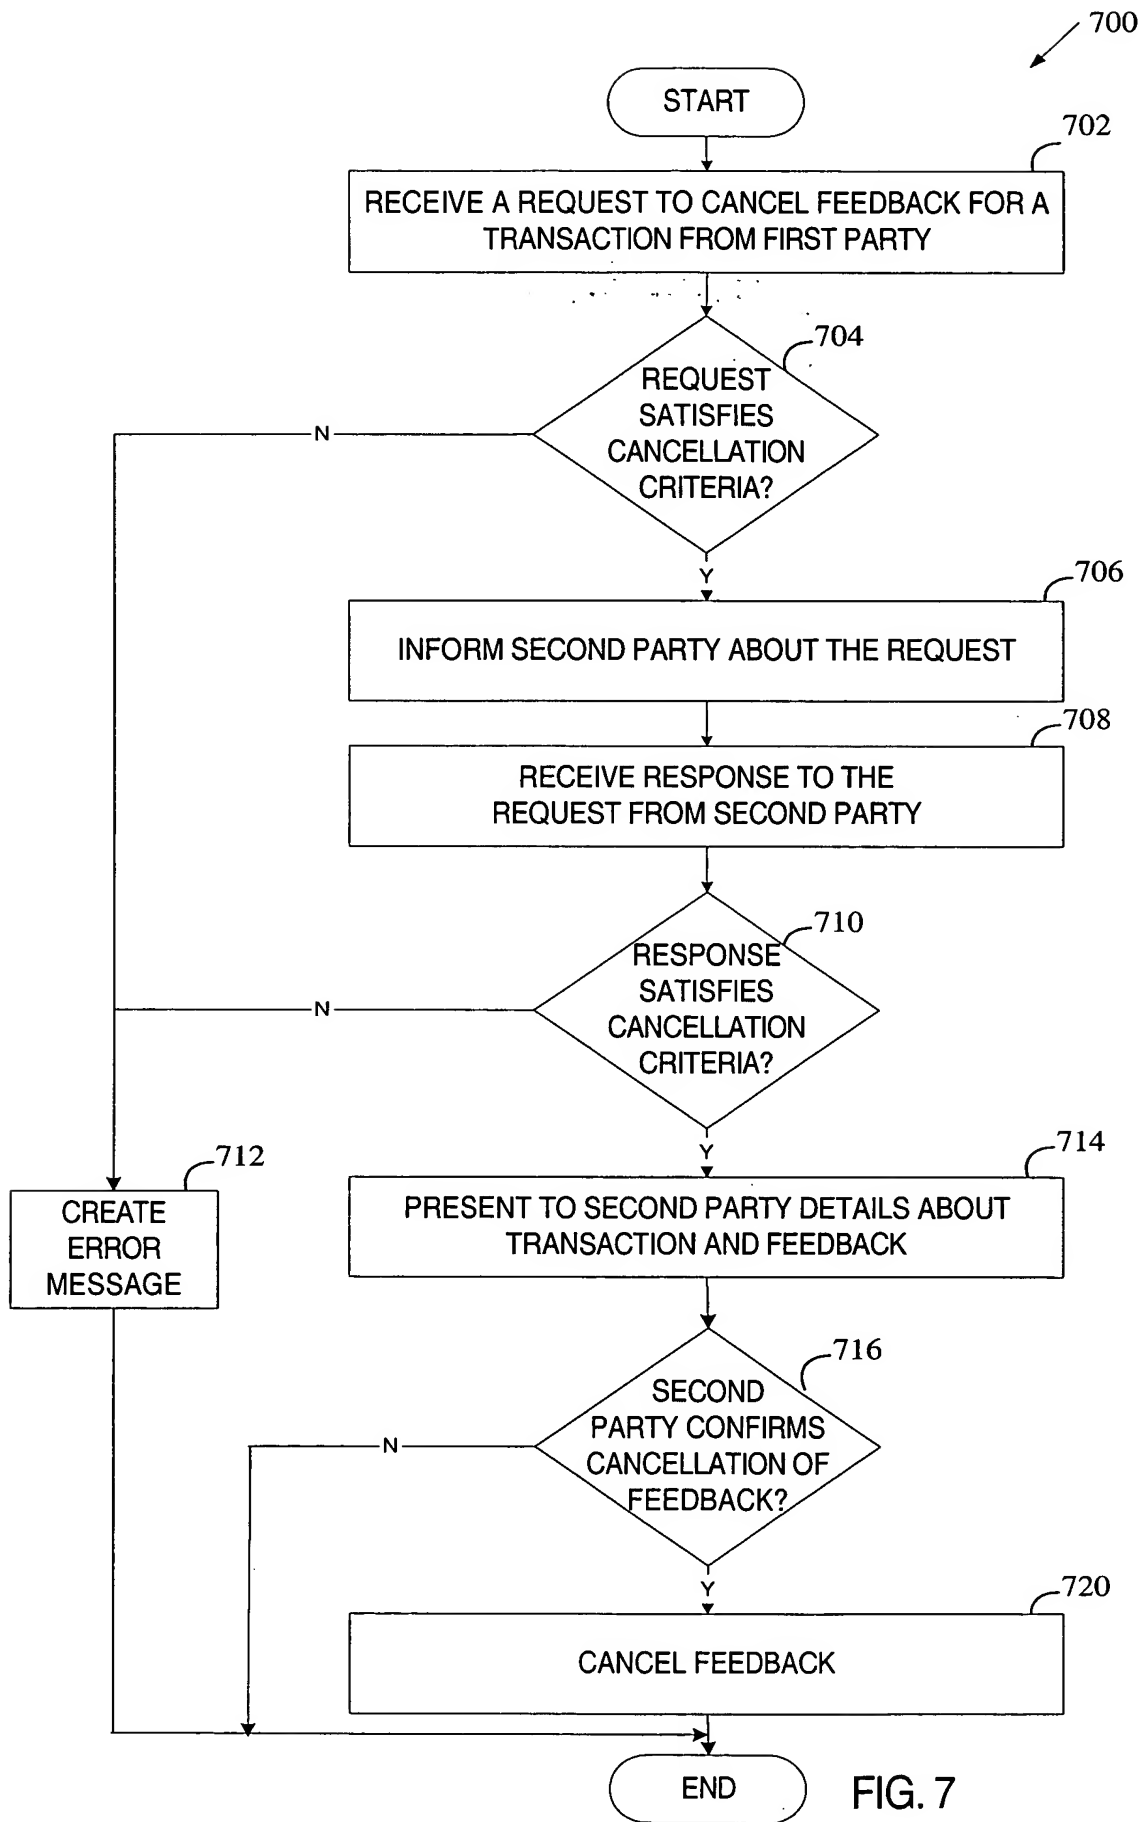 700
START
702
RECEIVE A REQUEST TO CANCEL FEEDBACK FOR A
TRANSACTION FROM FIRST PARTY
704
REQUEST
SATISFIES
CANCELLATION
CRITERIA?
N
Y
706
INFORM SECOND PARTY ABOUT THE REQUEST
708
RECEIVE RESPONSE TO THE
REQUEST FROM SECOND PARTY
710
RESPONSE
SATISFIES
CANCELLATION
CRITERIA?
N
Y
712
CREATE
ERROR
MESSAGE
714
PRESENT TO SECOND PARTY DETAILS ABOUT
TRANSACTION AND FEEDBACK
716
SECOND
PARTY CONFIRMS
CANCELLATION OF
FEEDBACK?
N
Y
720
CANCEL FEEDBACK
END
FIG. 7